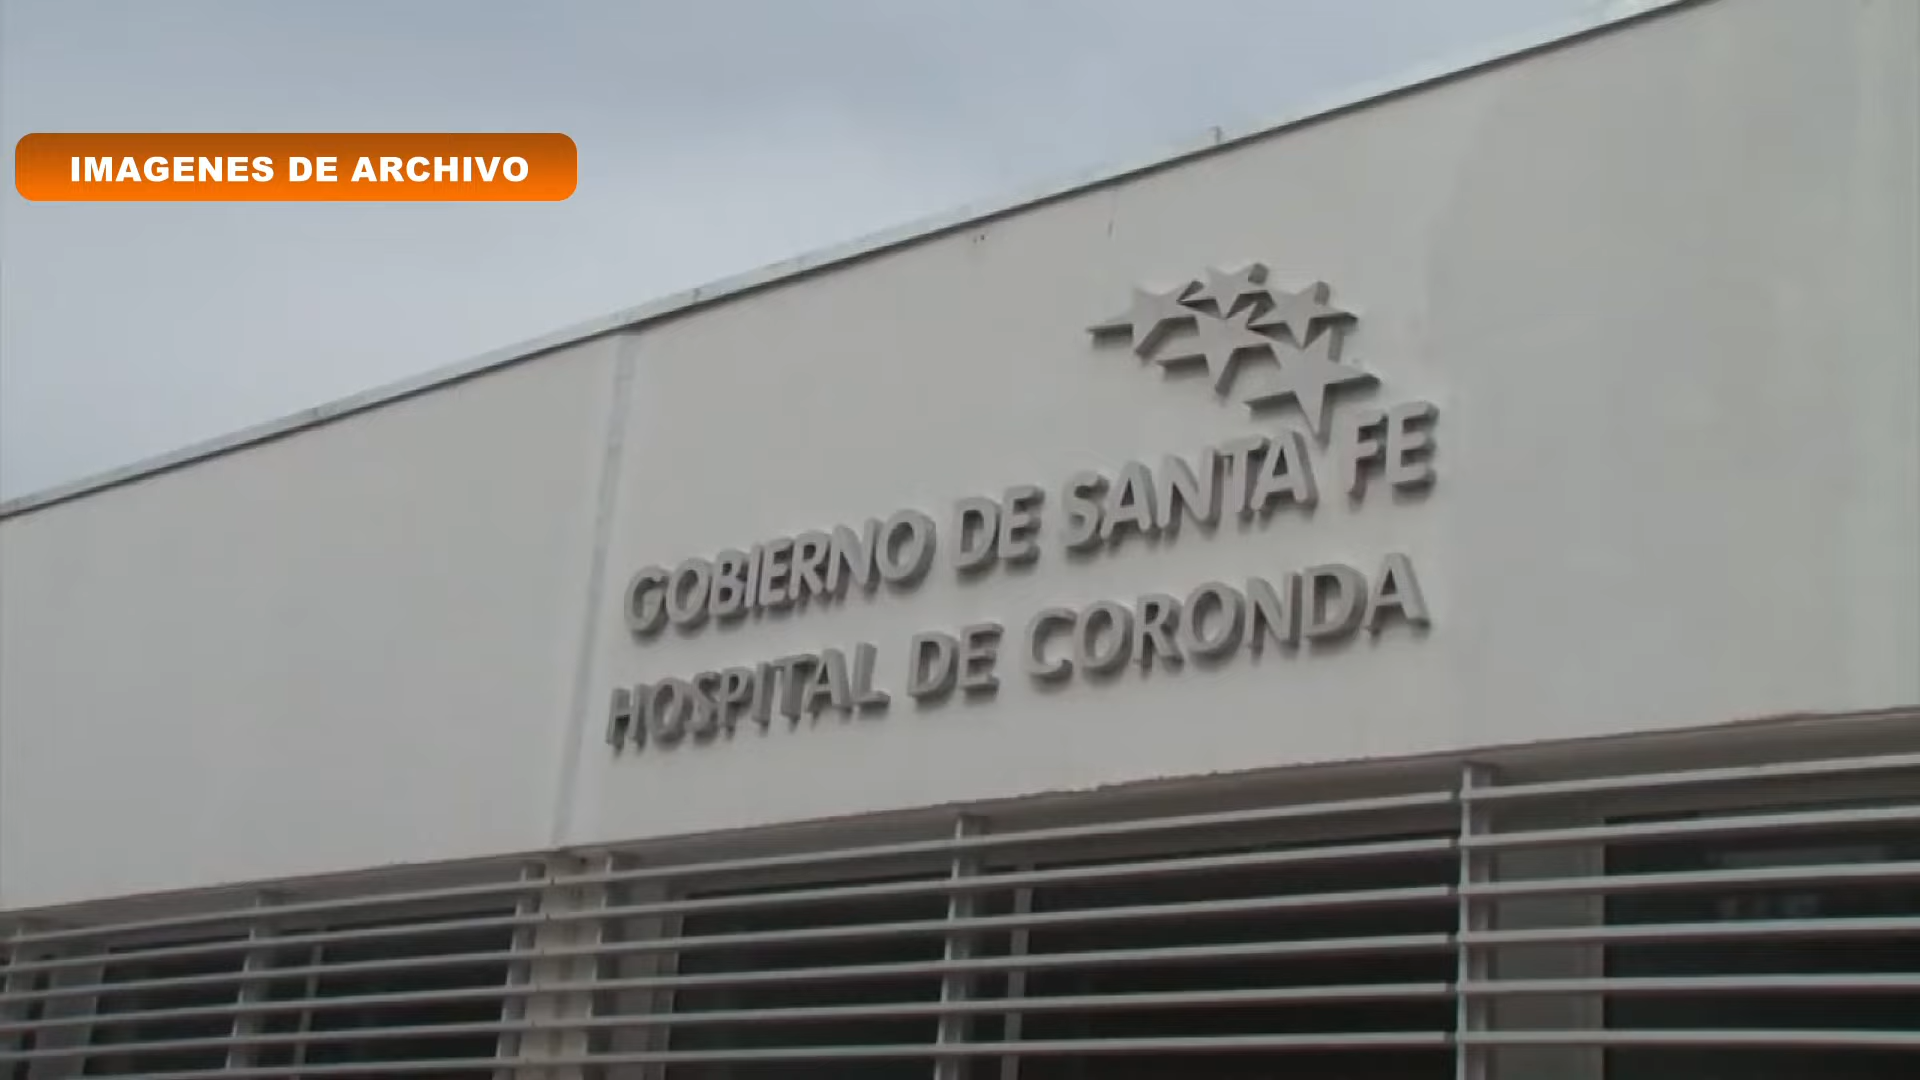 IMAGENES DE ARCHIVO
GOBIERNO DE SANTA FE
HOSPITAL DE CORONDA